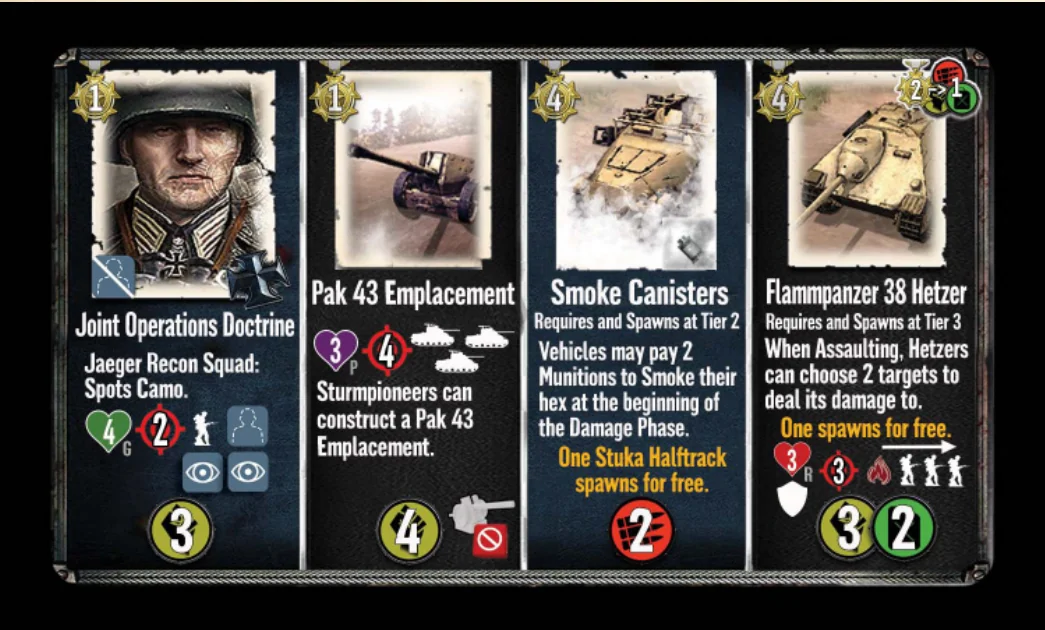 1
Joint Operations Doctrine
Jaeger Recon Squad:
Spots Camo.
4 G 2
3
1
Pak 43 Emplacement
3 P 4
Sturmpioneers can
construct a Pak 43
Emplacement.
4
4
Smoke Canisters
Requires and Spawns at Tier 2
Vehicles may pay 2
Munitions to Smoke their
hex at the beginning of
the Damage Phase.
One Stuka Halftrack
spawns for free.
2
4
2 -> 1
Flammpanzer 38 Hetzer
Requires and Spawns at Tier 3
When Assaulting, Hetzers
can choose 2 targets to
deal its damage to.
One spawns for free.
3 R 3
3 2